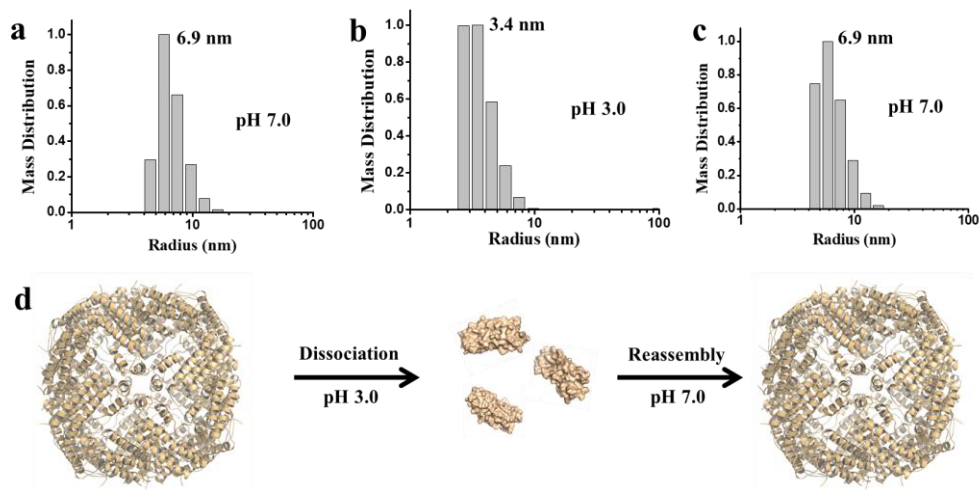 a
6.9 nm
pH 7.0
Mass Distribution
1.0
0.8
0.6
0.4
0.2
0.0
1
10
100
Radius (nm)
b
3.4 nm
pH 3.0
Mass Distribution
1.0
0.8
0.6
0.4
0.2
0.0
1
10
100
Radius (nm)
c
6.9 nm
pH 7.0
Mass Distribution
1.0
0.8
0.6
0.4
0.2
0.0
1
10
100
Radius (nm)
d
Dissociation
pH 3.0
Reassembly
pH 7.0